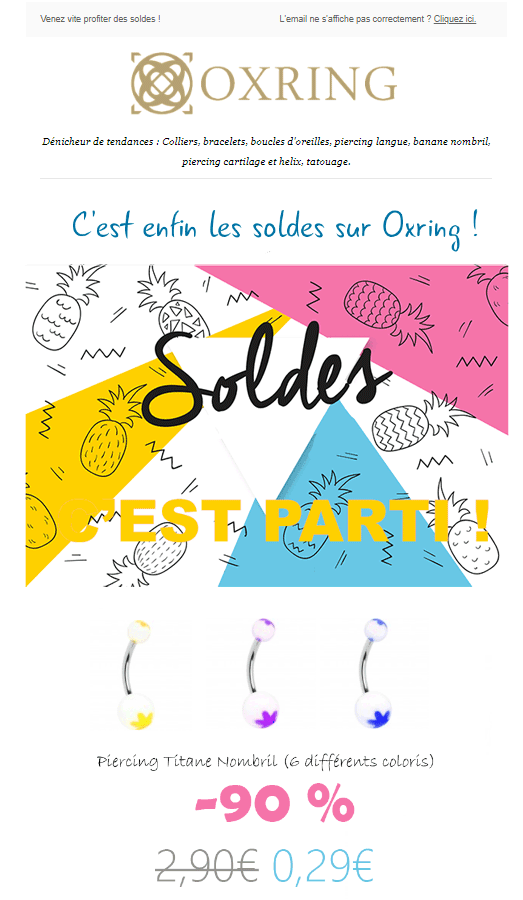 Venez vite profiter des soldes !
L'email ne s'affiche pas correctement ? Cliquez ici.
OXRING
Dénicheur de tendances : Colliers, bracelets, boucles d'oreilles, piercing langue, banane nombril,
piercing cartilage et helix, tatouage.
C'est enfin les soldes sur Oxring !
Soldes
C'EST PARTI !
Piercing Titane Nombril (6 différents coloris)
-90 %
2,90€ 0,29€